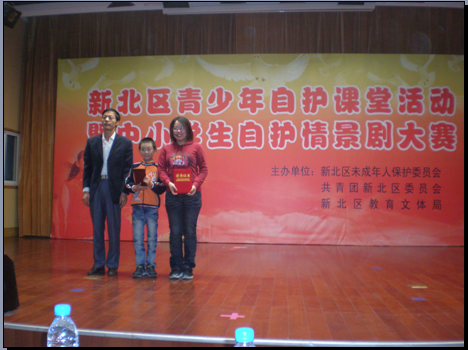 新北区青少年自护课堂活动
暨中小学生自护情景剧大赛
主办单位：新北区未成年人保护委员会
共青团新北区委员会
新北区教育文体局